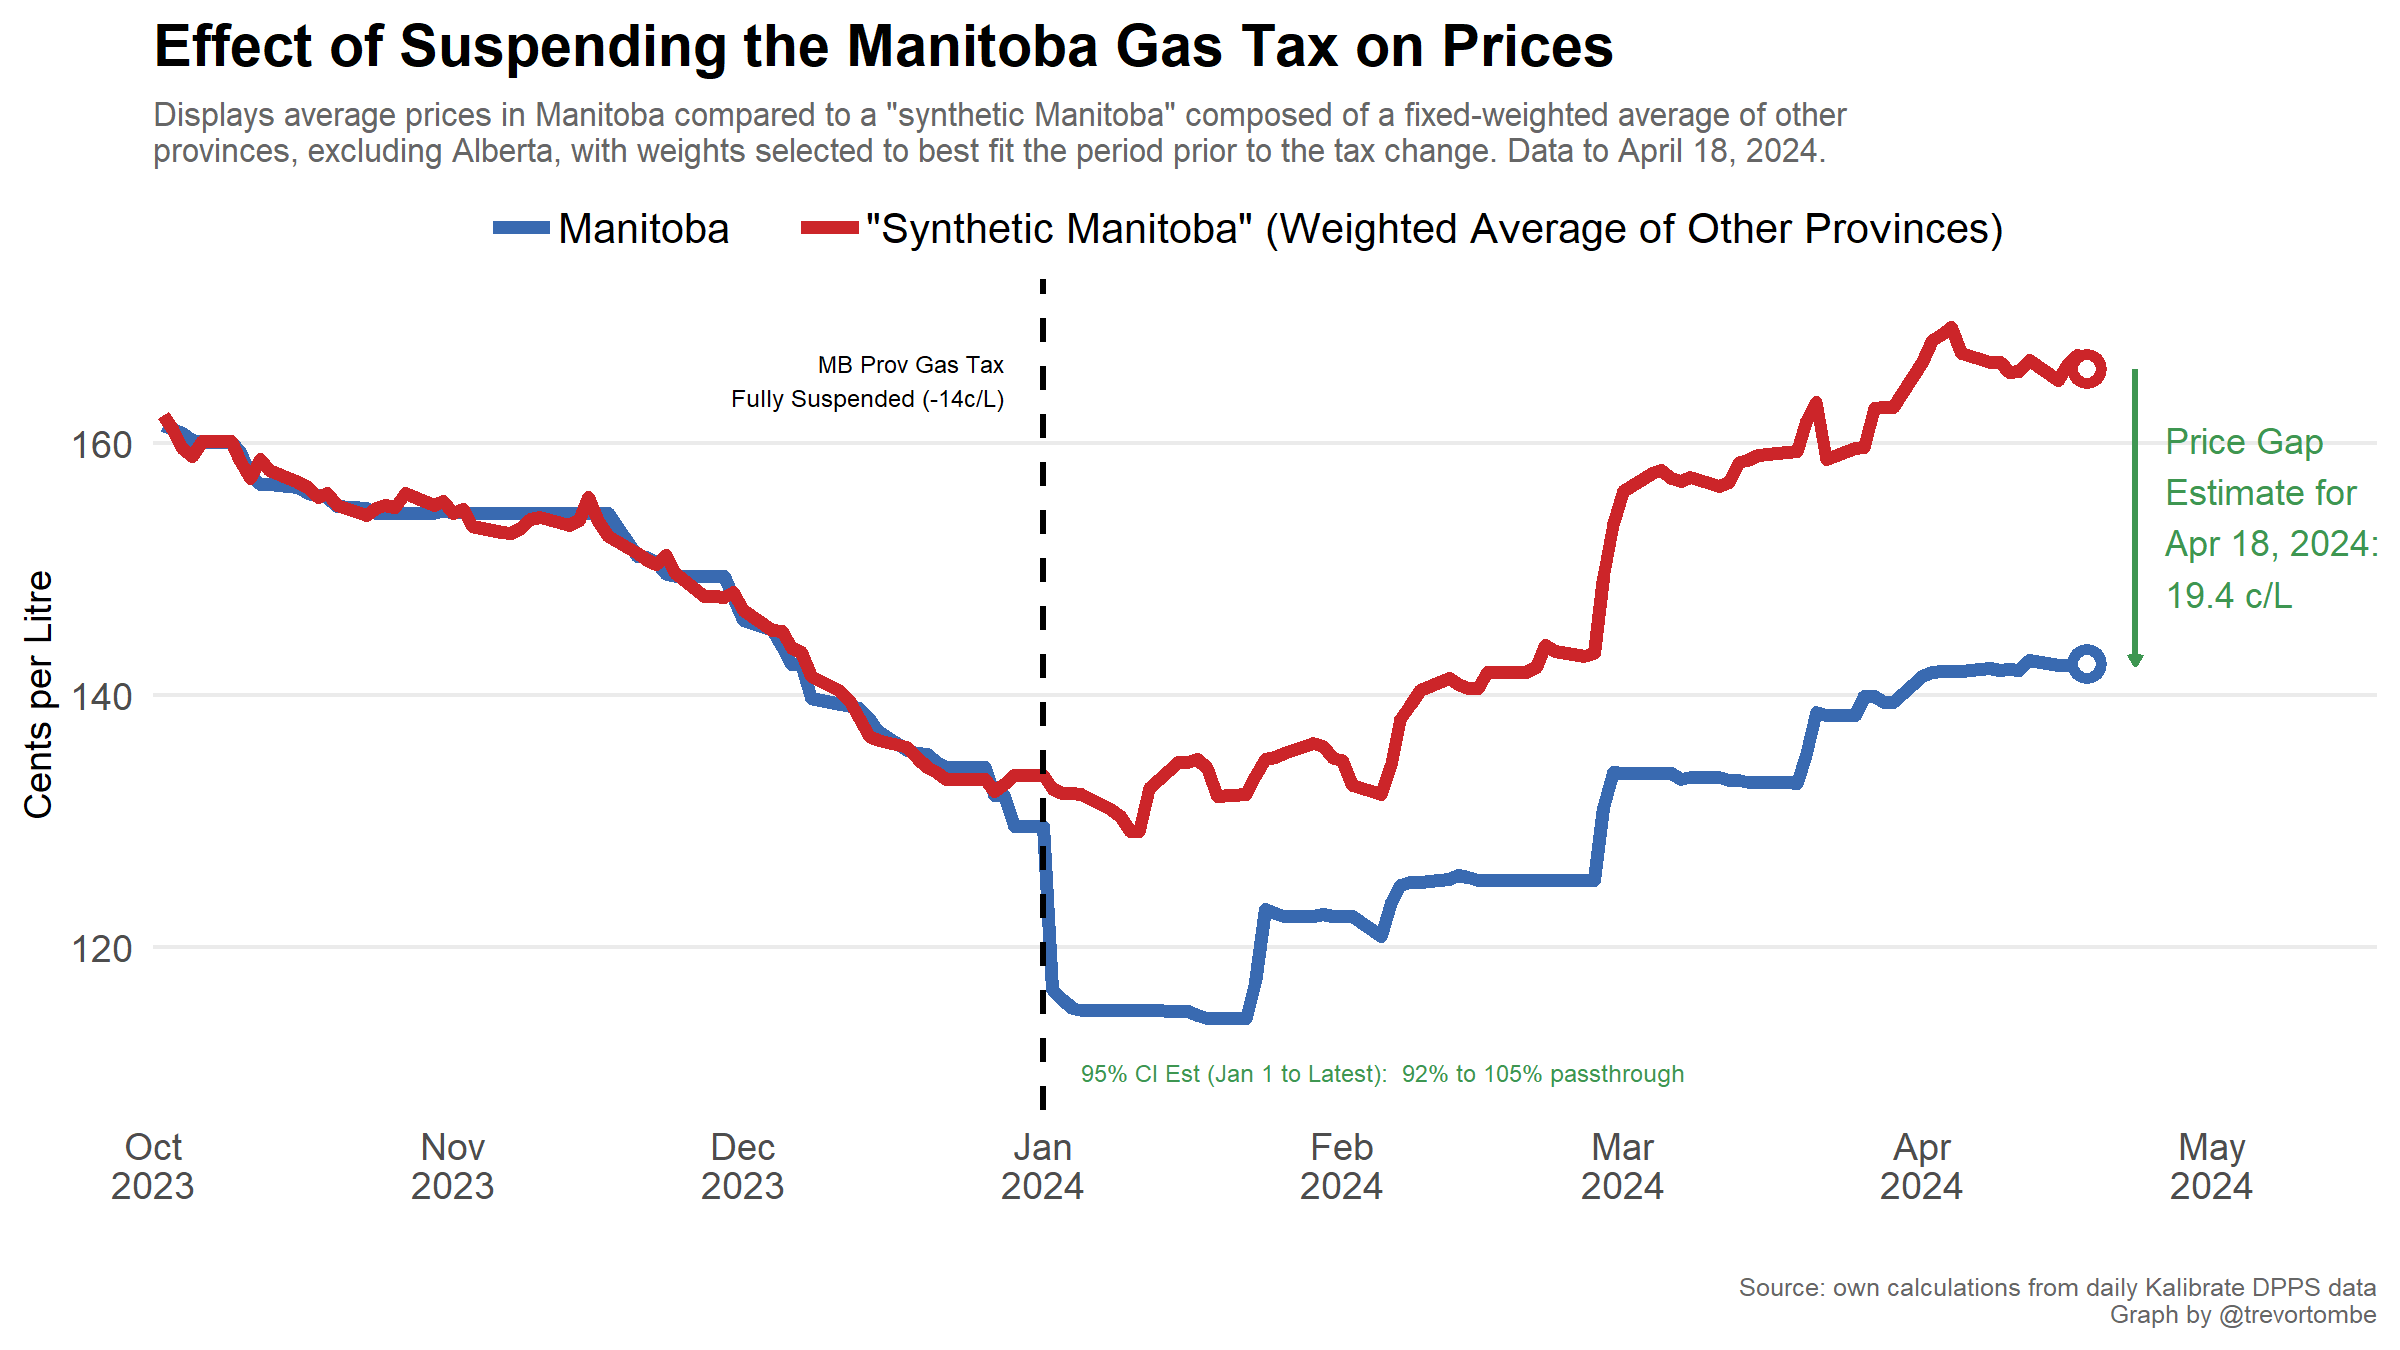 Effect of Suspending the Manitoba Gas Tax on Prices
Displays average prices in Manitoba compared to a "synthetic Manitoba" composed of a fixed-weighted average of other
provinces, excluding Alberta, with weights selected to best fit the period prior to the tax change. Data to April 18, 2024.
Manitoba
"Synthetic Manitoba" (Weighted Average of Other Provinces)
MB Prov Gas Tax
Fully Suspended (-14c/L)
Price Gap
Estimate for
Apr 18, 2024:
19.4 c/L
Cents per Litre
160
140
120
95% CI Est (Jan 1 to Latest):  92% to 105% passthrough
Oct
2023
Nov
2023
Dec
2023
Jan
2024
Feb
2024
Mar
2024
Apr
2024
May
2024
Source: own calculations from daily Kalibrate DPPS data
Graph by @trevortombe